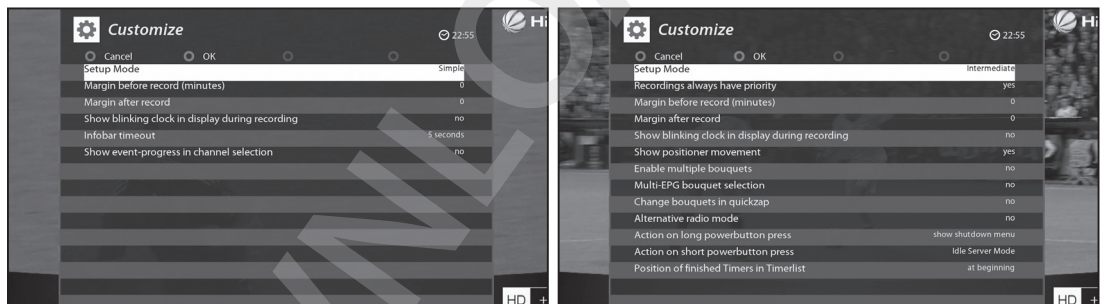 Customize
22:55
Hi
Cancel OK
Setup Mode Simple
Margin before record (minutes) 0
Margin after record 0
Show blinking clock in display during recording no
Infobar timeout 5 seconds
Show event-progress in channel selection no
HD +
Customize
22:55
Hi
Cancel OK
Setup Mode Intermediate
Recordings always have priority yes
Margin before record (minutes) 0
Margin after record 0
Show blinking clock in display during recording no
Show positioner movement yes
Enable multiple bouquets no
Multi-EPG bouquet selection no
Change bouquets in quickzap no
Alternative radio mode no
Action on long powerbutton press show shutdown menu
Action on short powerbutton press Idle Server Mode
Position of finished Timers in Timerlist at beginning
HD +